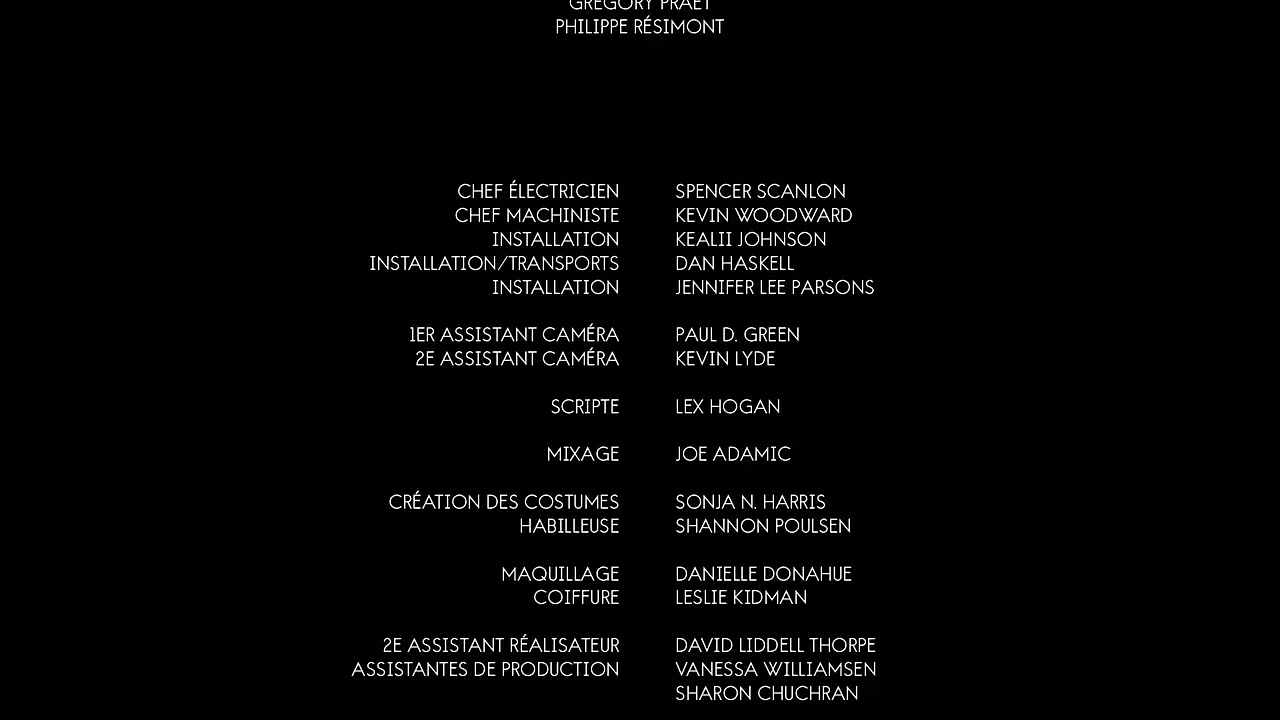 GREGORY PRAET
PHILIPPE RÉSIMONT
CHEF ÉLECTRICIEN SPENCER SCANLON
CHEF MACHINISTE KEVIN WOODWARD
INSTALLATION KEALII JOHNSON
INSTALLATION/TRANSPORTS DAN HASKELL
INSTALLATION JENNIFER LEE PARSONS
1ER ASSISTANT CAMÉRA PAUL D. GREEN
2E ASSISTANT CAMÉRA KEVIN LYDE
SCRIPTE LEX HOGAN
MIXAGE JOE ADAMIC
CRÉATION DES COSTUMES SONJA N. HARRIS
HABILLEUSE SHANNON POULSEN
MAQUILLAGE DANIELLE DONAHUE
COIFFURE LESLIE KIDMAN
2E ASSISTANT RÉALISATEUR DAVID LIDDELL THORPE
ASSISTANTES DE PRODUCTION VANESSA WILLIAMSEN
SHARON CHUCHRAN